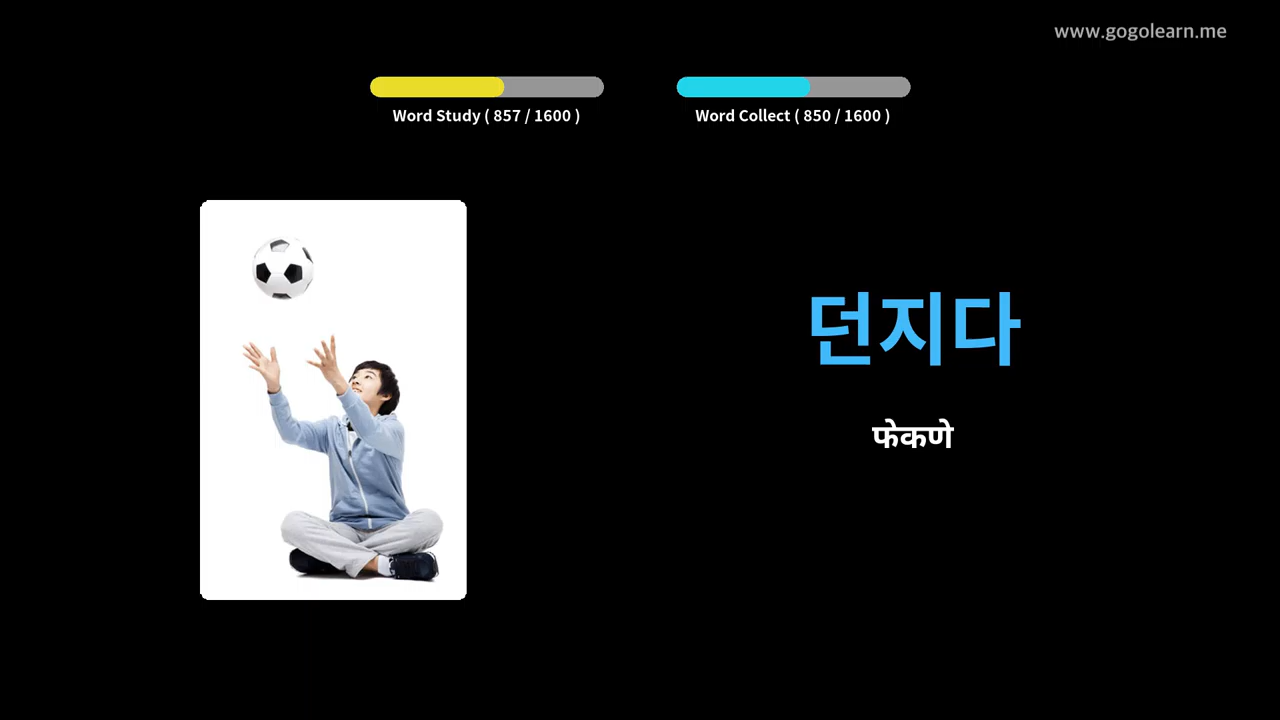 www.gogolearn.me
Word Study ( 857 / 1600 )
Word Collect ( 850 / 1600 )
던지다
फेकणे